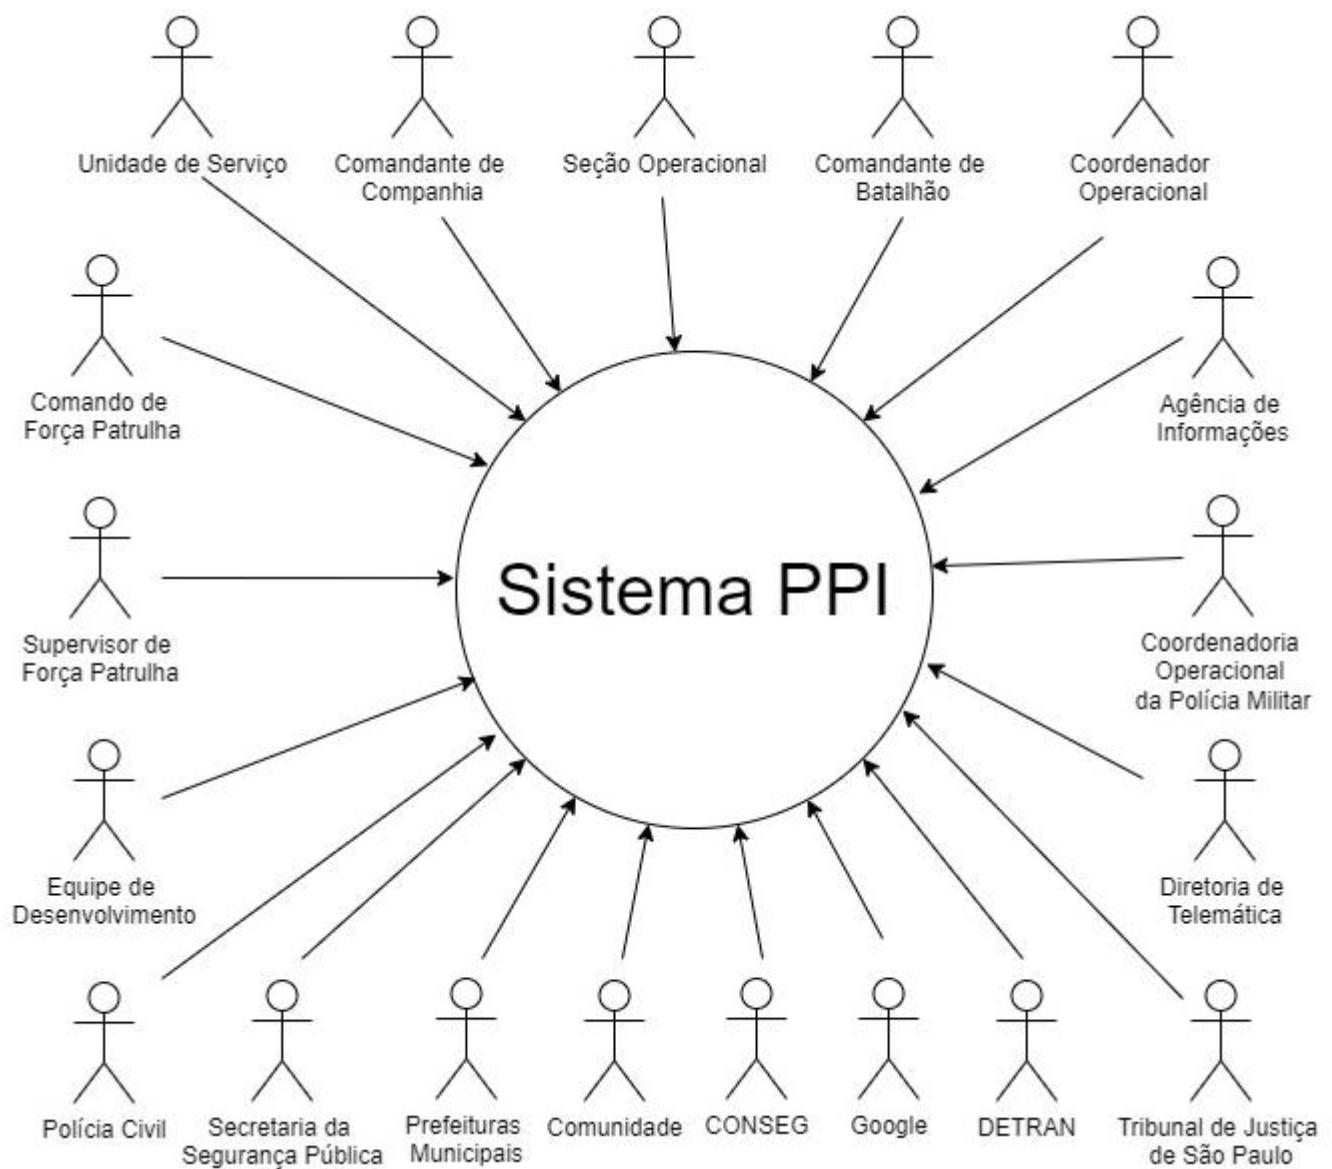 Unidade de Serviço
Comandante de
Companhia
Seção Operacional
Comandante de
Batalhão
Coordenador
Operacional
Comando de
Força Patrulha
Agência de
Informações
Sistema PPI
Supervisor de
Força Patrulha
Coordenadoria
Operacional
da Polícia Militar
Equipe de
Desenvolvimento
Diretoria de
Telemática
Polícia Civil
Secretaria da
Segurança Pública
Prefeituras
Municipais
Comunidade
CONSEG
Google
DETRAN
Tribunal de Justiça
de São Paulo